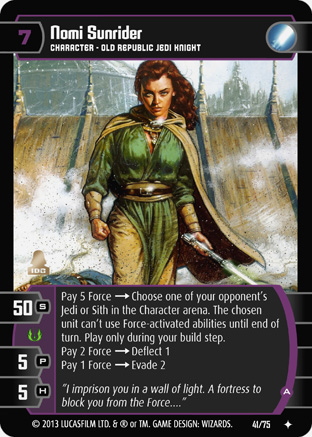 7
Nomi Sunrider
CHARACTER - OLD REPUBLIC JEDI KNIGHT
50 S
5 P
5 H
Pay 5 Force → Choose one of your opponent's
Jedi or Sith in the Character arena. The chosen
unit can't use Force-activated abilities until end of
turn. Play only during your build step.
Pay 2 Force → Deflect 1
Pay 1 Force → Evade 2
"I imprison you in a wall of light. A fortress to
block you from the Force...."
A
© 2013 LUCASFILM LTD. & ® or TM. GAME DESIGN: WIZARDS. 41/75